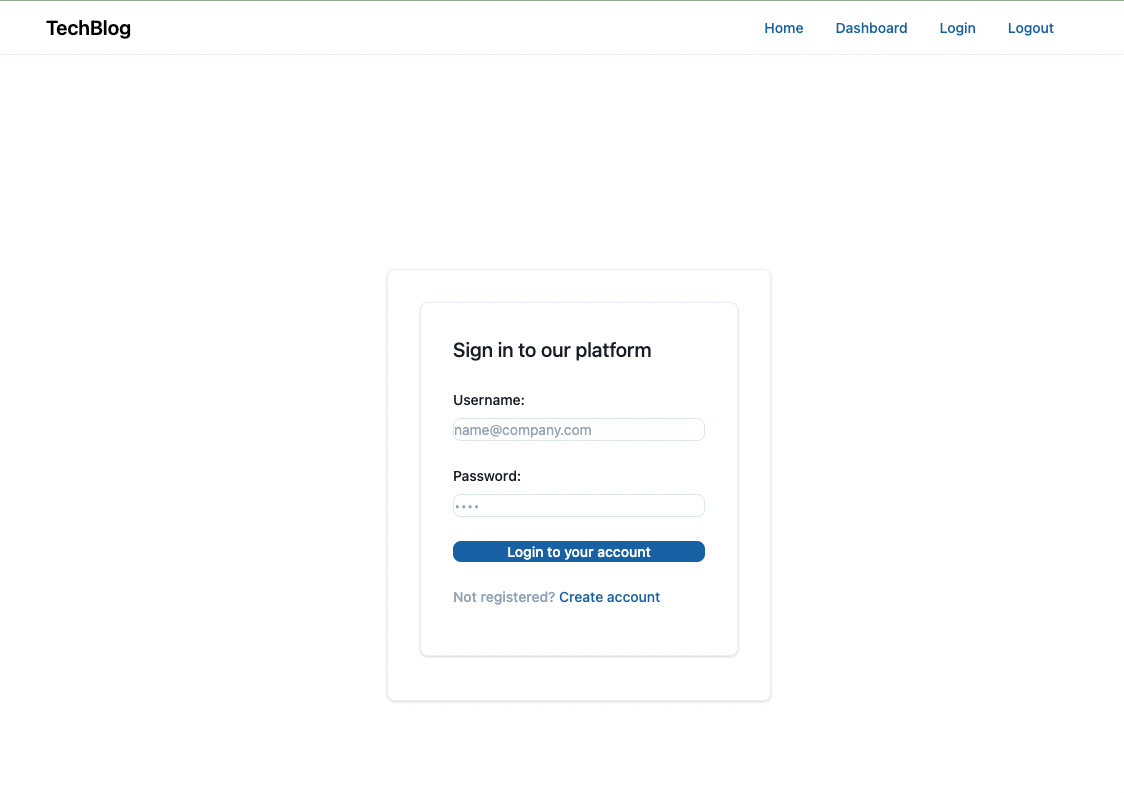 TechBlog
Home Dashboard Login Logout
Sign in to our platform
Username:
name@company.com
Password:
••••
Login to your account
Not registered? Create account